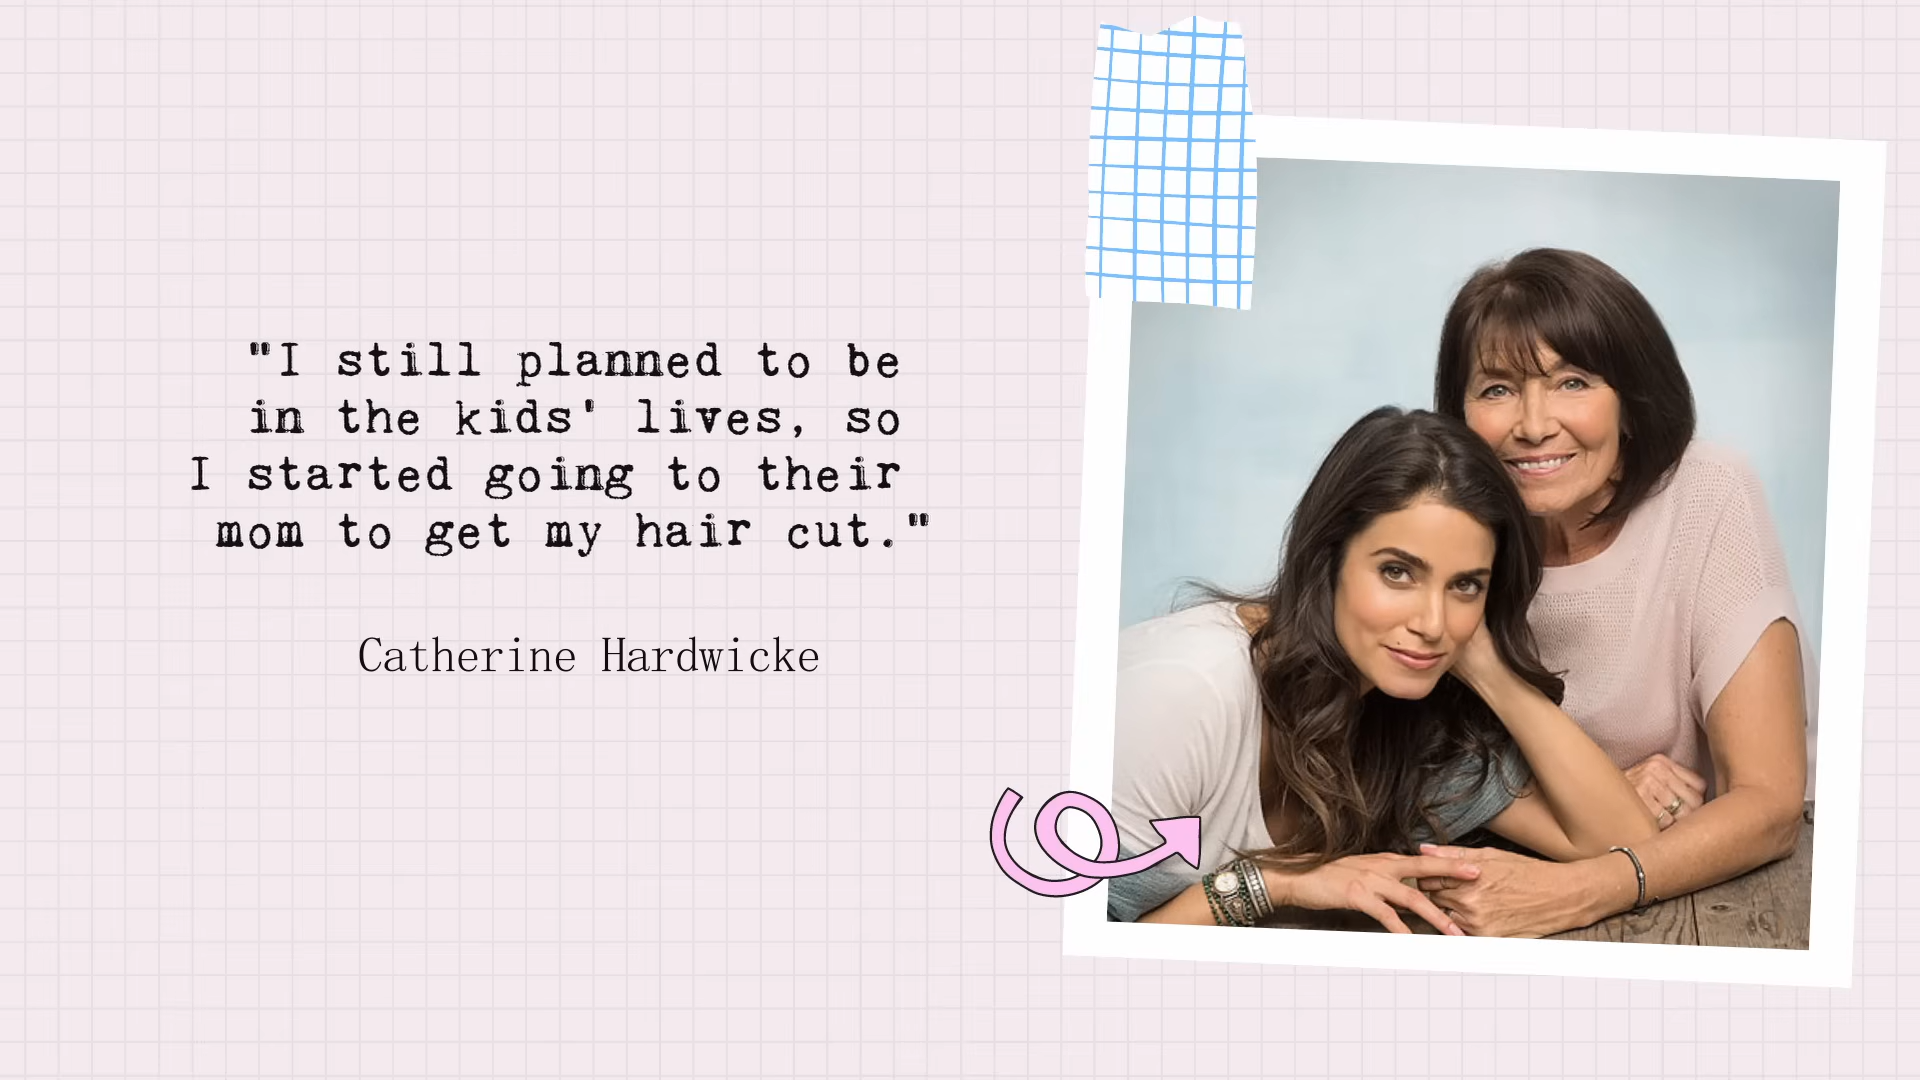 "I still planned to be
in the kids' lives, so
I started going to their
mom to get my hair cut."
Catherine Hardwicke